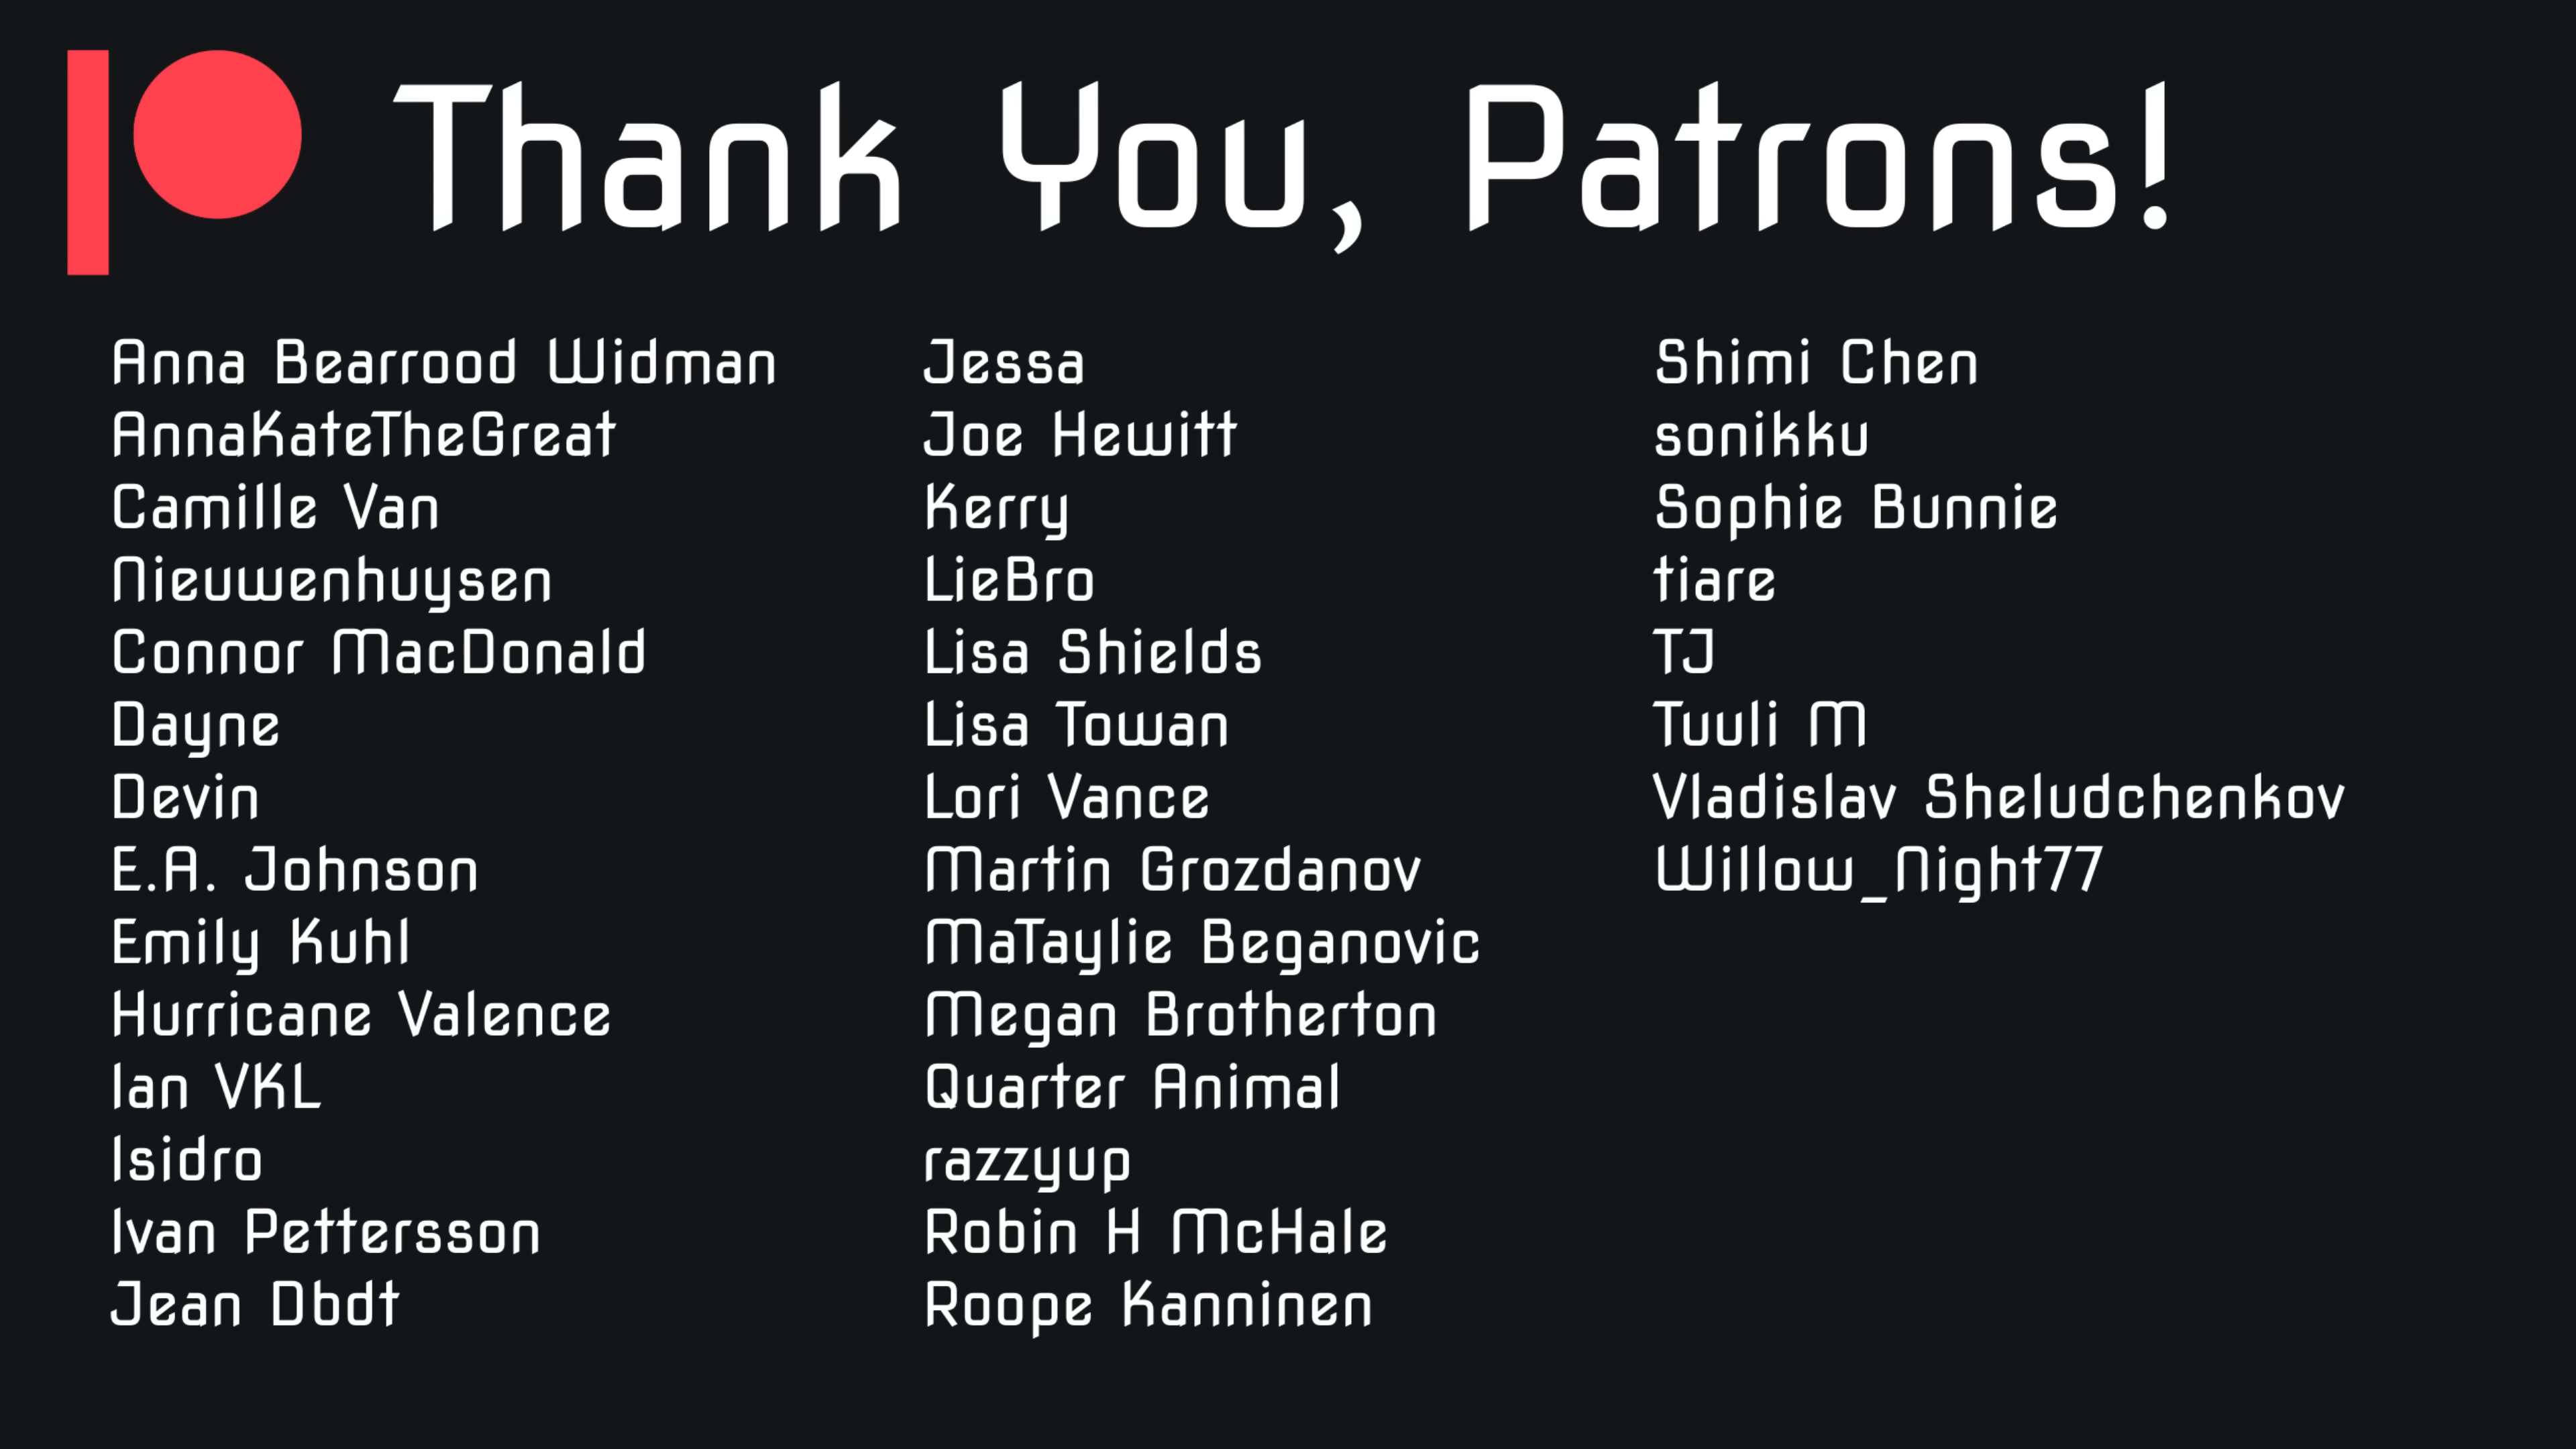 Thank You, Patrons!
Anna Bearrood Widman
AnnaKateTheGreat
Camille Van
Nieuwenhuysen
Connor MacDonald
Dayne
Devin
E.A. Johnson
Emily Kuhl
Hurricane Valence
Ian VKL
Isidro
Ivan Pettersson
Jean Dbdt
Jessa
Joe Hewitt
Kerry
LieBro
Lisa Shields
Lisa Towan
Lori Vance
Martin Grozdanov
MaTaylie Beganovic
Megan Brotherton
Quarter Animal
razzyup
Robin H McHale
Roope Kanninen
Shimi Chen
sonikku
Sophie Bunnie
tiare
TJ
Tuuli M
Vladislav Sheludchenkov
Willow_Night77